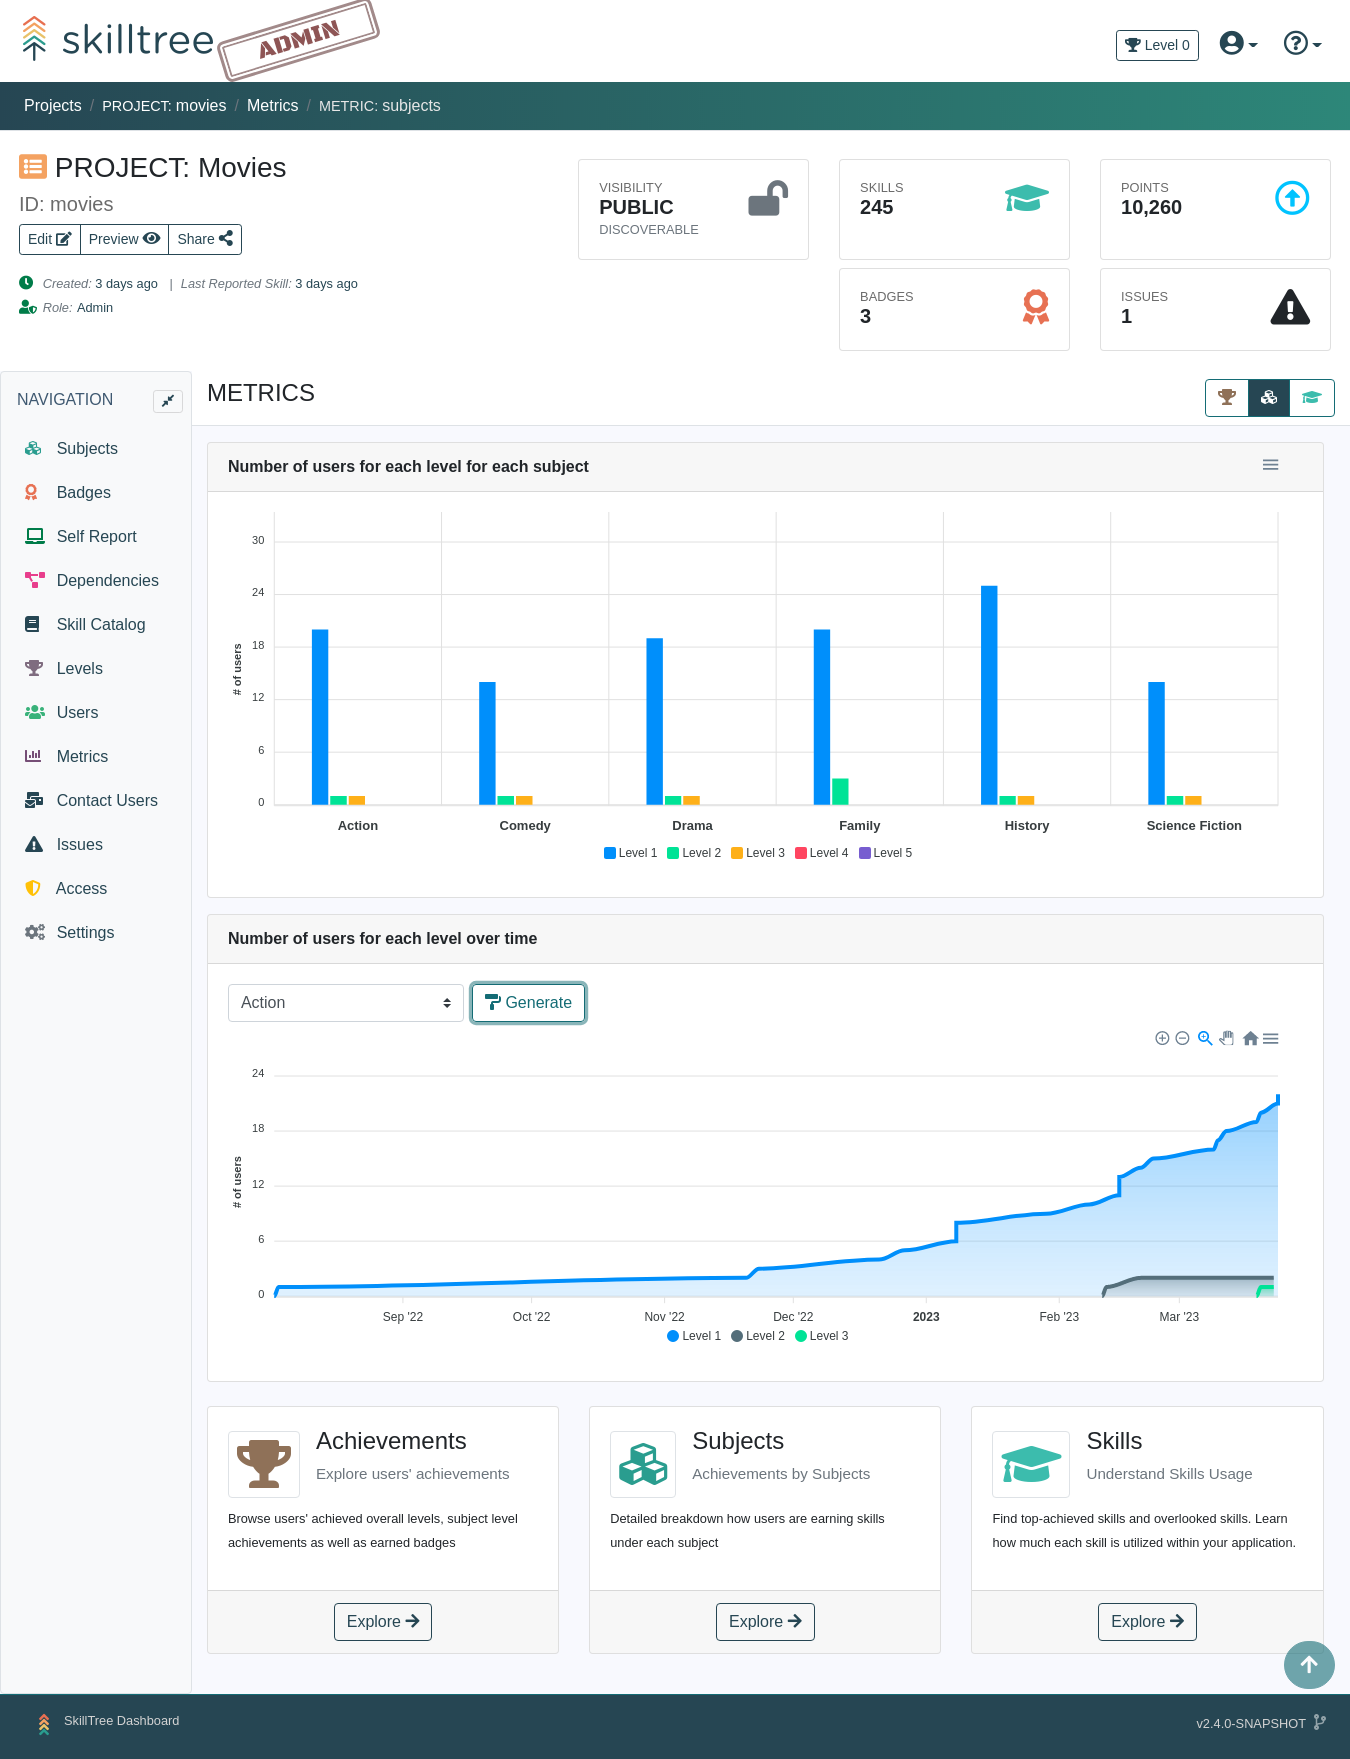 skilltree
ADMIN
Level 0
Projects / PROJECT: movies / Metrics / METRIC: subjects
PROJECT: Movies
ID: movies
Edit Preview Share
Created: 3 days ago | Last Reported Skill: 3 days ago
Role: Admin
VISIBILITY
PUBLIC
DISCOVERABLE
SKILLS
245
POINTS
10,260
BADGES
3
ISSUES
1
NAVIGATION
Subjects
Badges
Self Report
Dependencies
Skill Catalog
Levels
Users
Metrics
Contact Users
Issues
Access
Settings
METRICS
Number of users for each level for each subject
# of users
30
24
18
12
6
0
Action Comedy Drama Family History Science Fiction
Level 1 Level 2 Level 3 Level 4 Level 5
Number of users for each level over time
Action
Generate
# of users
24
18
12
6
0
Sep '22 Oct '22 Nov '22 Dec '22 2023 Feb '23 Mar '23
Level 1 Level 2 Level 3
Achievements
Explore users' achievements
Browse users' achieved overall levels, subject level
achievements as well as earned badges
Explore
Subjects
Achievements by Subjects
Detailed breakdown how users are earning skills
under each subject
Explore
Skills
Understand Skills Usage
Find top-achieved skills and overlooked skills. Learn
how much each skill is utilized within your application.
Explore
SkillTree Dashboard
v2.4.0-SNAPSHOT